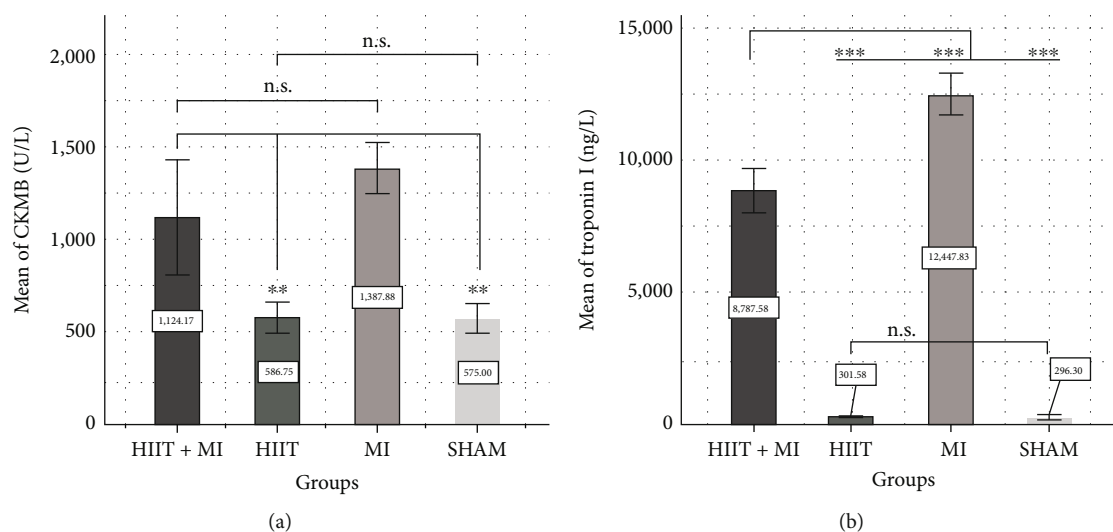 2,000
1,500
1,000
500
0
Mean of CKMB (U/L)
n.s.
n.s.
**
**
1,124.17
586.75
1,387.88
575.00
HIIT + MI
HIIT
MI
SHAM
Groups
(a)
15,000
10,000
5,000
0
Mean of troponin I (ng/L)
***
***
***
n.s.
8,787.58
301.58
12,447.83
296.30
HIIT + MI
HIIT
MI
SHAM
Groups
(b)